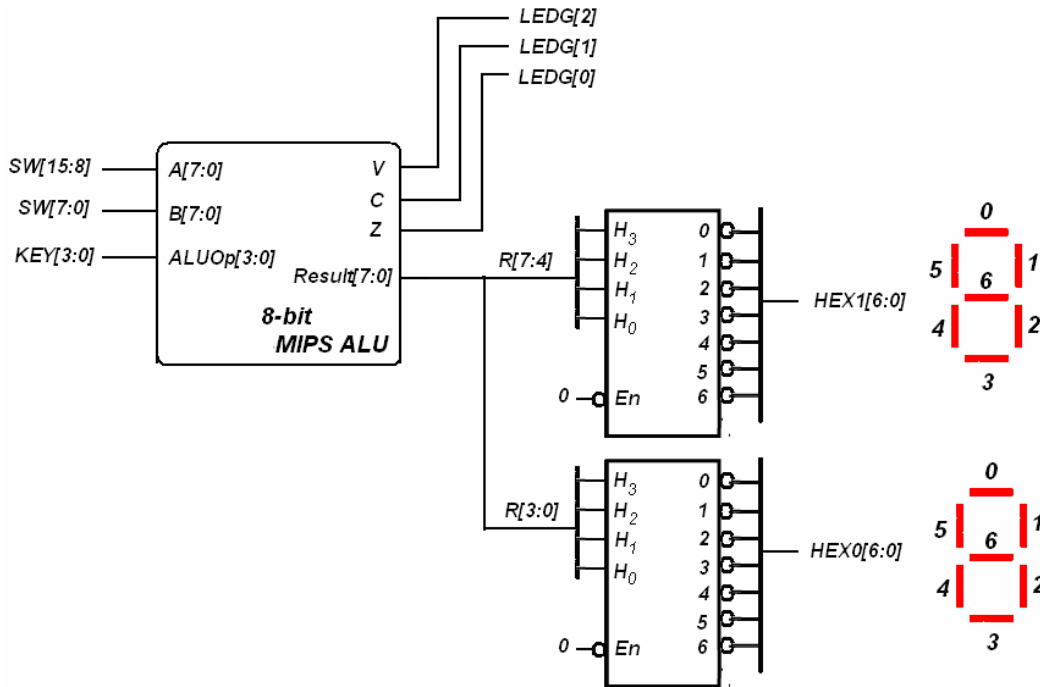 LEDG[2]
LEDG[1]
LEDG[0]
SW[15:8]
A[7:0]
V
SW[7:0]
B[7:0]
C
Z
KEY[3:0]
ALUOp[3:0]
Result[7:0]
8-bit
MIPS ALU
R[7:4]
H3
H2
H1
H0
0
En
0
1
2
3
4
5
6
HEX1[6:0]
0
5
1
6
4
2
3
R[3:0]
H3
H2
H1
H0
0
En
0
1
2
3
4
5
6
HEX0[6:0]
0
5
1
6
4
2
3